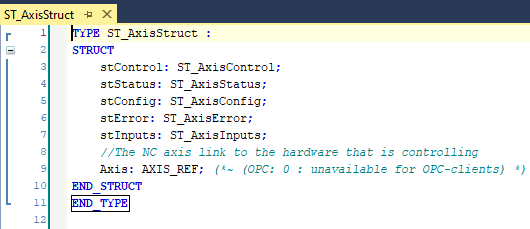 ST_AxisStruct
1 TYPE ST_AxisStruct :
2 STRUCT
3 stControl: ST_AxisControl;
4 stStatus: ST_AxisStatus;
5 stConfig: ST_AxisConfig;
6 stError: ST_AxisError;
7 stInputs: ST_AxisInputs;
8 //The NC axis link to the hardware that is controlling
9 Axis: AXIS_REF; (*~ (OPC: 0 : unavailable for OPC-clients) *)
10 END_STRUCT
11 END_TYPE